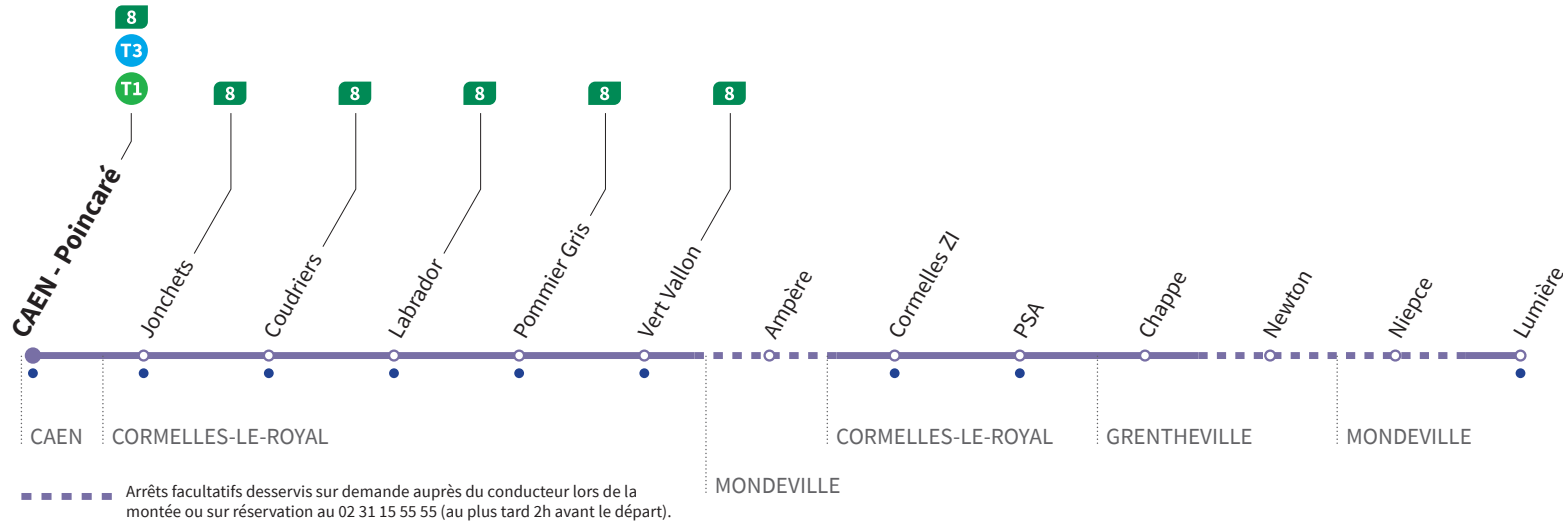 8
T3
T1
8
8
8
8
8
CAEN - Poincaré
Jonchets
Coudriers
Labrador
Pommier Gris
Vert Vallon
Ampère
Cormelles ZI
PSA
Chappe
Newton
Niepce
Lumière
CAEN
CORMELLES-LE-ROYAL
MONDEVILLE
CORMELLES-LE-ROYAL
GRENTHEVILLE
MONDEVILLE
Arrêts facultatifs desservis sur demande auprès du conducteur lors de la
montée ou sur réservation au 02 31 15 55 55 (au plus tard 2h avant le départ).